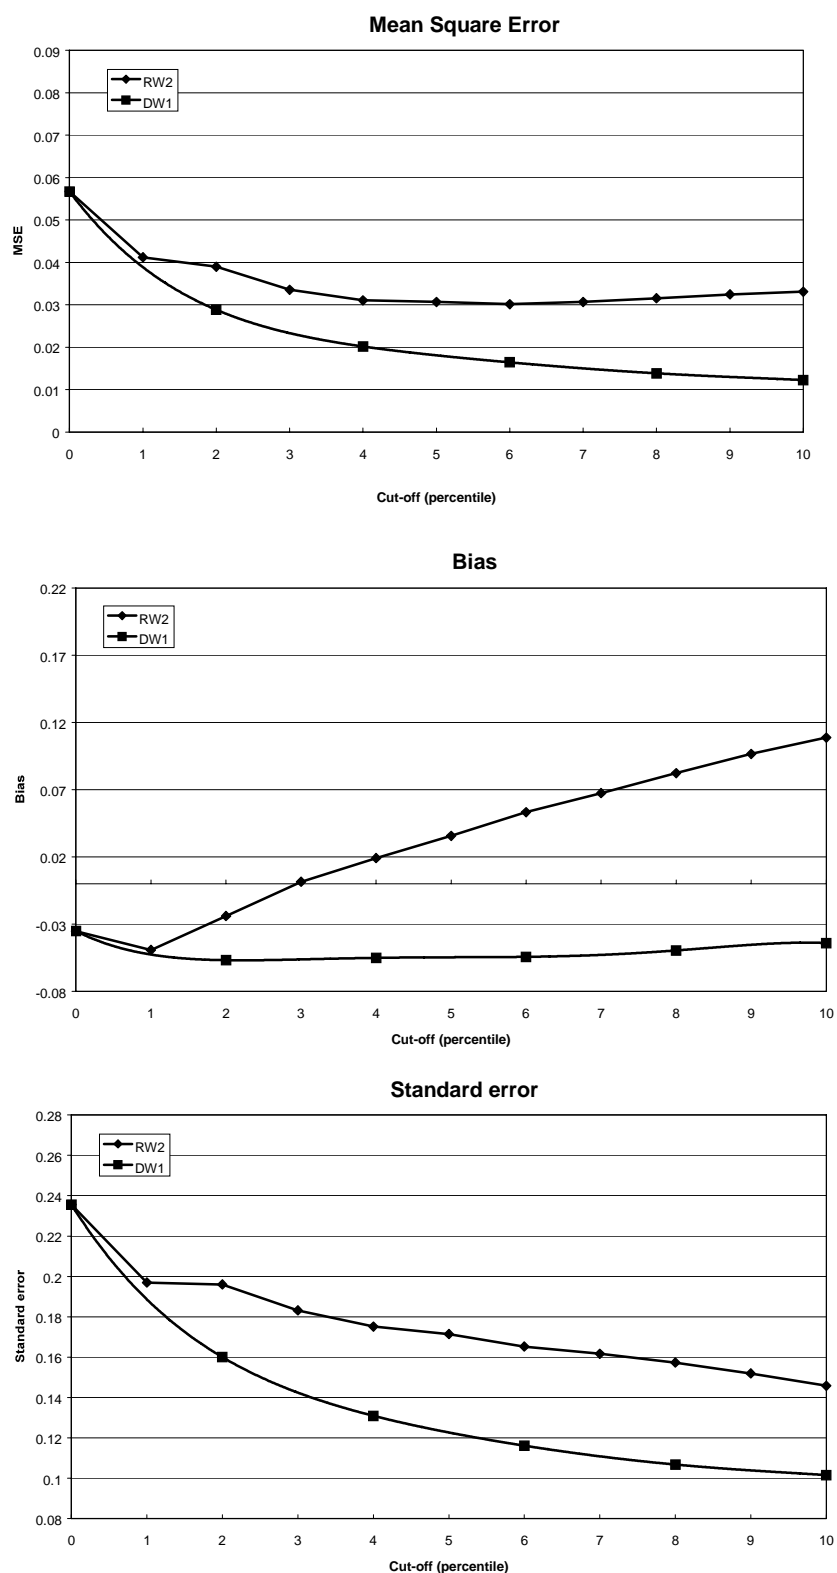 Mean Square Error
0.09
0.08
0.07
0.06
0.05
0.04
0.03
0.02
0.01
0
MSE
RW2
DW1
0 1 2 3 4 5 6 7 8 9 10
Cut-off (percentile)
Bias
0.22
0.17
0.12
0.07
0.02
-0.03
-0.08
Bias
RW2
DW1
0 1 2 3 4 5 6 7 8 9 10
Cut-off (percentile)
Standard error
0.28
0.26
0.24
0.22
0.2
0.18
0.16
0.14
0.12
0.1
0.08
Standard error
RW2
DW1
0 1 2 3 4 5 6 7 8 9 10
Cut-off (percentile)